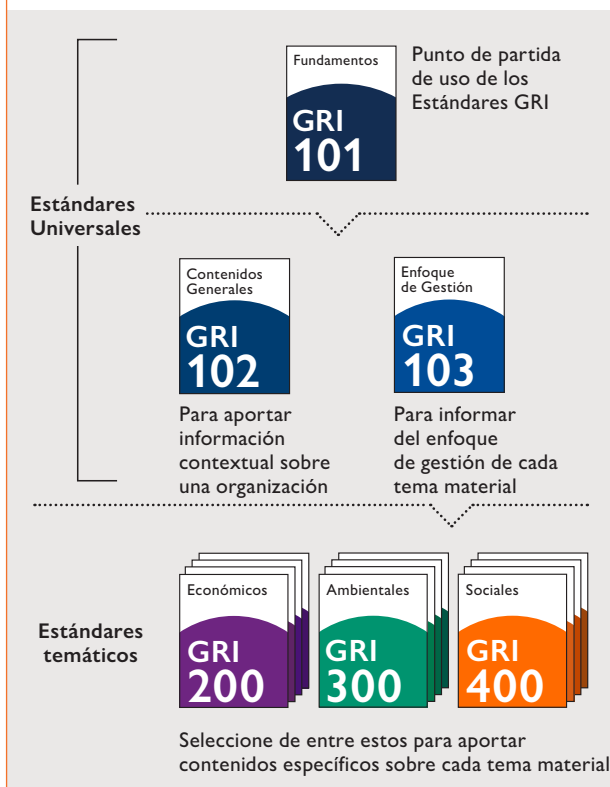 Fundamentos
GRI
101
Punto de partida
de uso de los
Estándares GRI
Estándares
Universales
Contenidos
Generales
GRI
102
Para aportar
información
contextual sobre
una organización
Enfoque
de Gestión
GRI
103
Para informar
del enfoque
de gestión de cada
tema material
Estándares
temáticos
Económicos
GRI
200
Ambientales
GRI
300
Sociales
GRI
400
Seleccione de entre estos para aportar
contenidos específicos sobre cada tema material